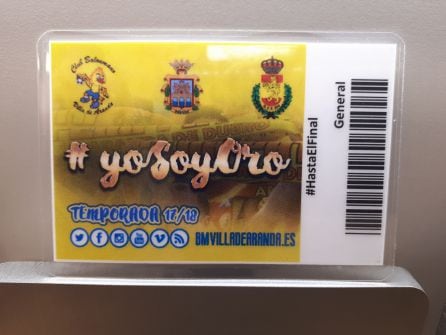 Club Balonmano
Villa de Aranda
# yoSoyOro
TEMPORADA 17/18
BMVILLADEARANDA.ES
#HastaElFinal
General